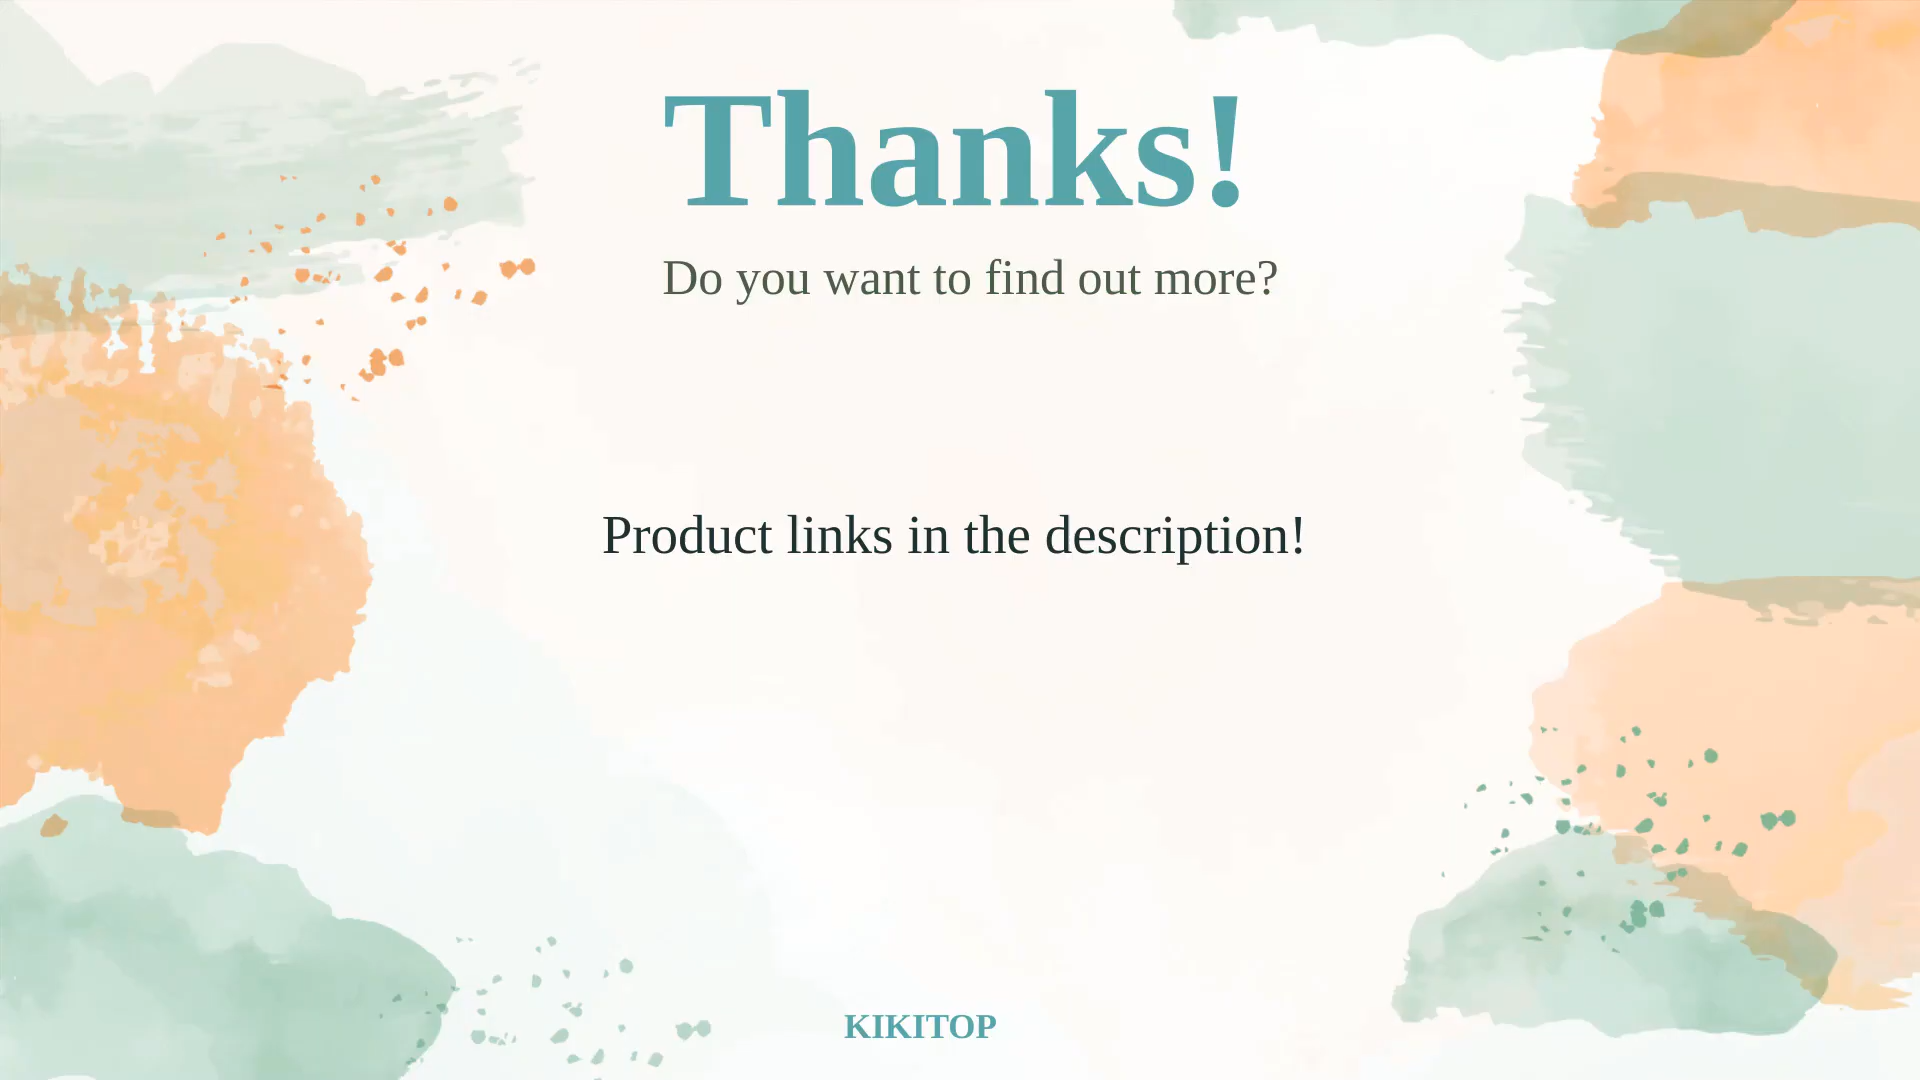 Thanks!
Do you want to find out more?
Product links in the description!
KIKITOP